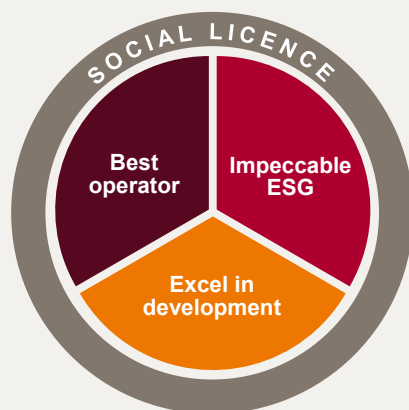 SOCIAL LICENCE
Best
operator
Impeccable
ESG
Excel in
development